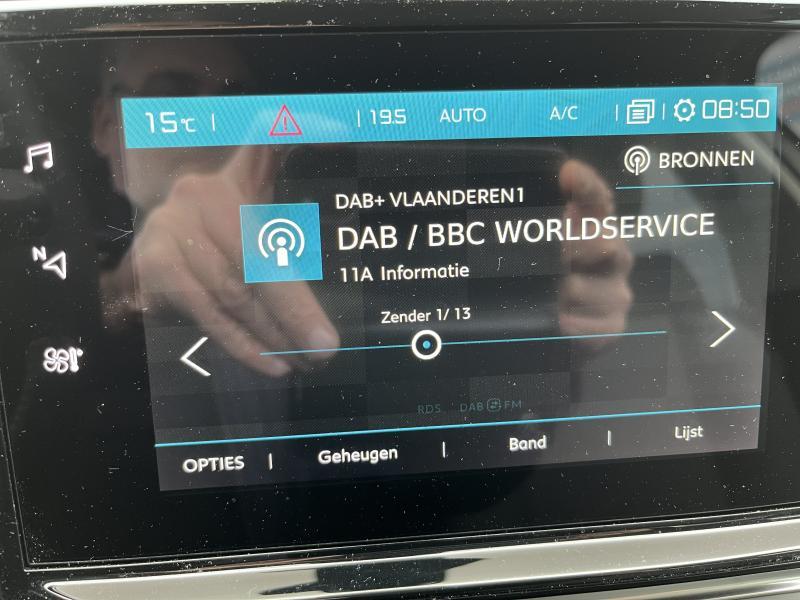 15°C | | 19.5 AUTO A/C | | 08:50
BRONNEN
DAB+ VLAANDEREN1
DAB / BBC WORLDSERVICE
11A Informatie
Zender 1/ 13
RDS DAB FM
OPTIES | Geheugen | Band | Lijst
N